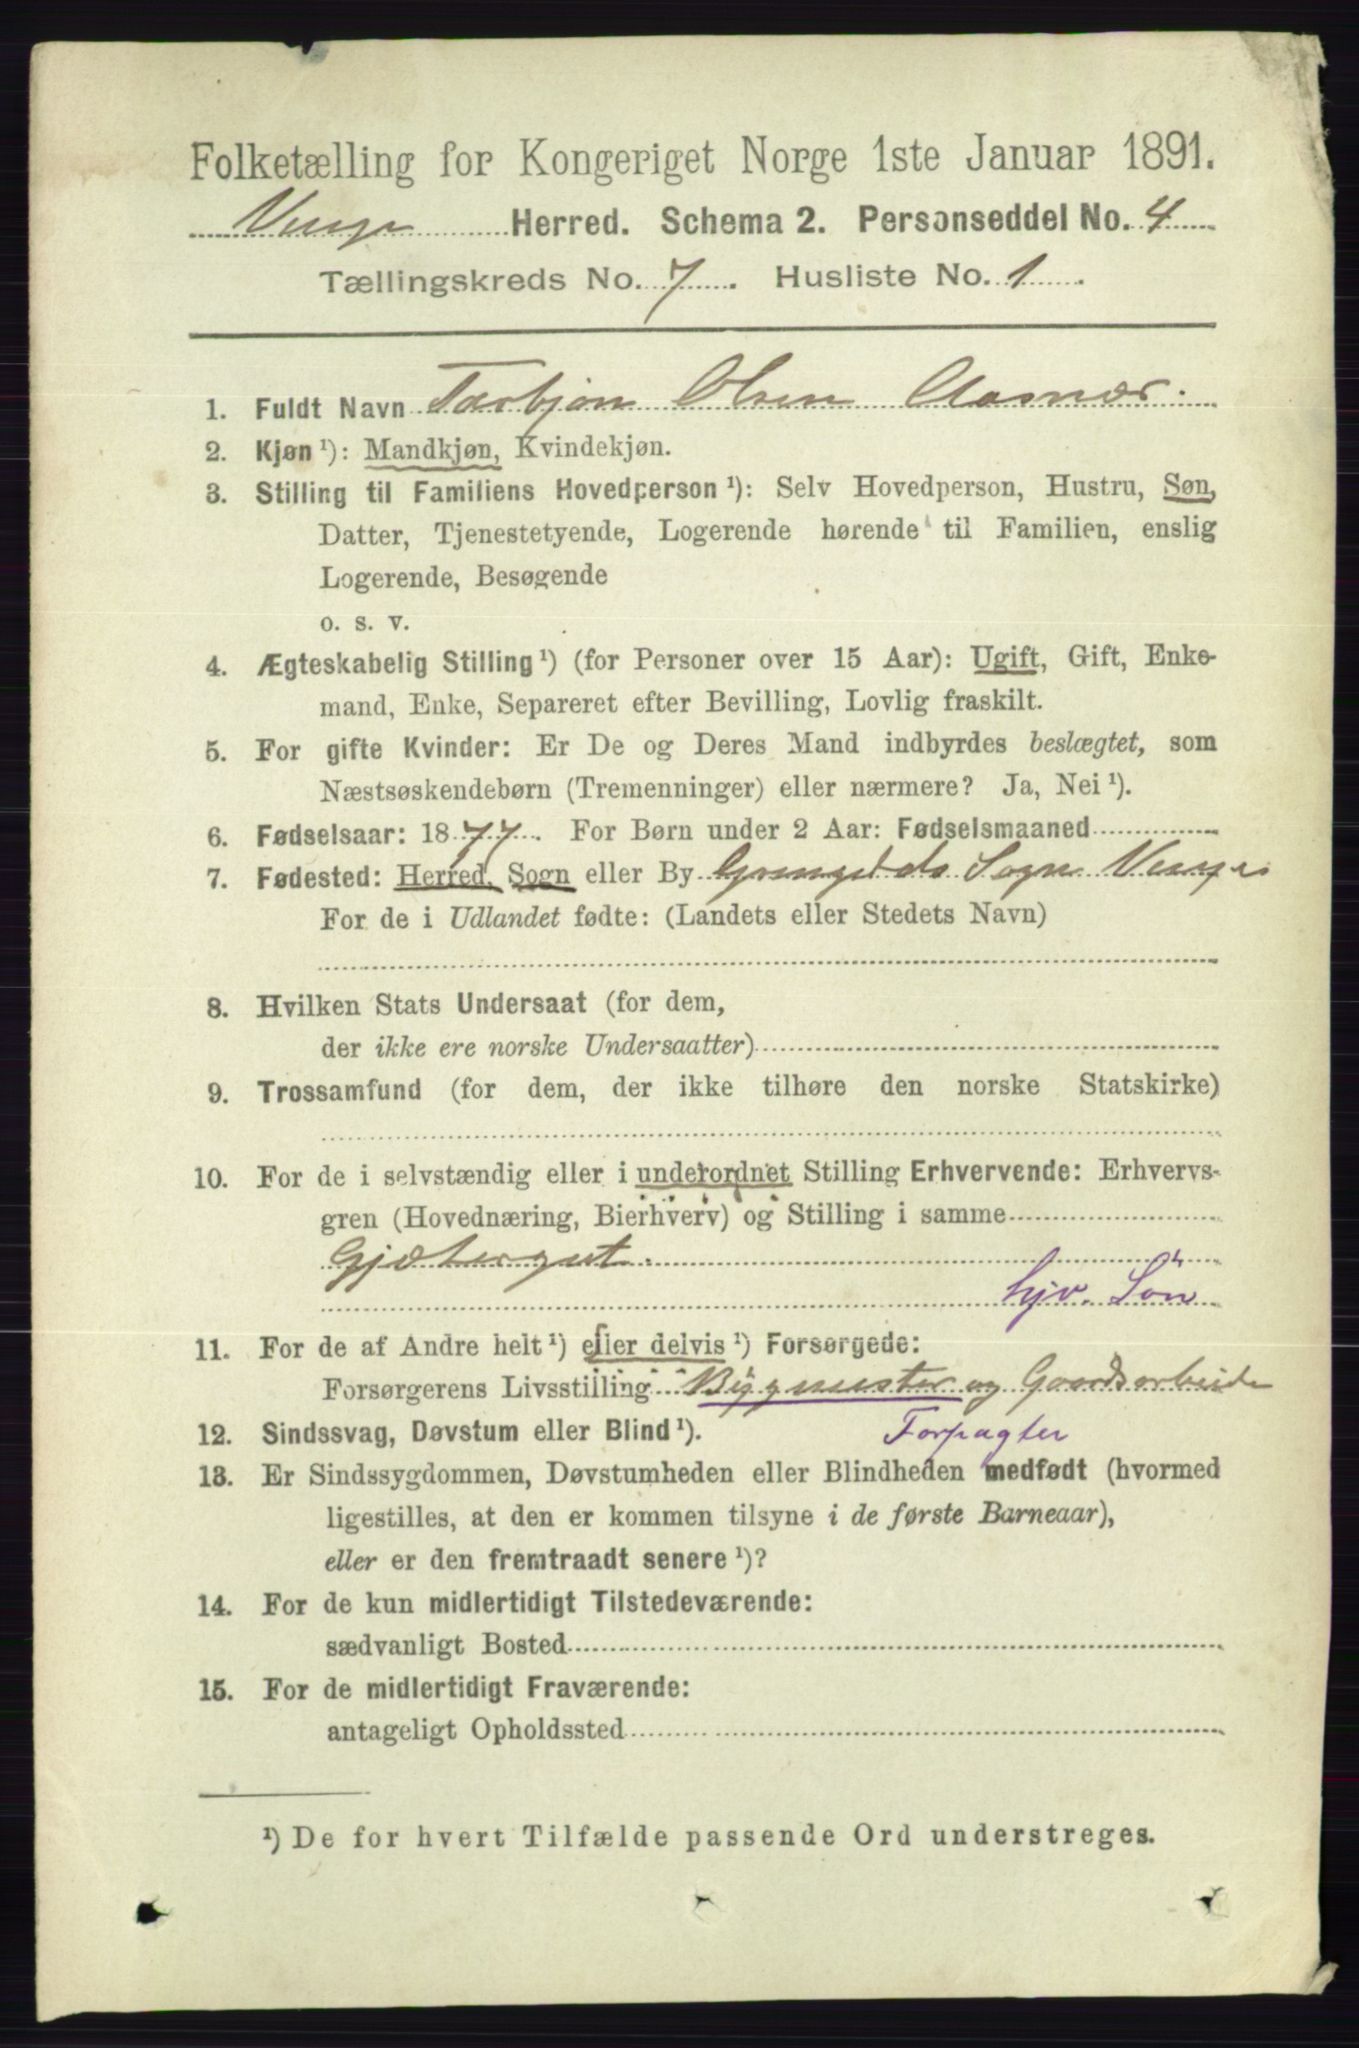 Folketælling for Kongeriget Norge 1ste Januar 1891.
Vinger Herred. Schema 2. Personseddel No. 4
Tællingskreds No. 7. Husliste No. 1.
1. Fuldt Navn Torbjørn Olsen Aasnæs.
2. Kjøn ¹): Mandkjøn, Kvindekjøn.
3. Stilling til Familiens Hovedperson ¹): Selv Hovedperson, Hustru, Søn,
Datter, Tjenestetyende, Logerende hørende til Familien, enslig
Logerende, Besøgende
o. s. v.
4. Ægteskabelig Stilling ¹) (for Personer over 15 Aar): Ugift, Gift, Enke-
mand, Enke, Separeret efter Bevilling, Lovlig fraskilt.
5. For gifte Kvinder: Er De og Deres Mand indbyrdes beslægtet, som
Næstsøskendebørn (Tremenninger) eller nærmere? Ja, Nei ¹).
6. Fødselsaar: 1877. For Børn under 2 Aar: Fødselsmaaned
7. Fødested: Herred, Sogn eller By Sogn Vinger
For de i Udlandet fødte: (Landets eller Stedets Navn)
8. Hvilken Stats Undersaat (for dem,
der ikke ere norske Undersaatter)
9. Trossamfund (for dem, der ikke tilhøre den norske Statskirke)
10. For de i selvstændig eller i underordnet Stilling Erhvervende: Erhvervs-
gren (Hovednæring, Bierhverv) og Stilling i samme
Gjætergut.
hjv. Søn
11. For de af Andre helt ¹) eller delvis ¹) Forsørgede:
Forsørgerens Livsstilling Bygmester og Gaardsarbeide
Forpagter
12. Sindssvag, Døvstum eller Blind ¹).
13. Er Sindssygdommen, Døvstumheden eller Blindheden medfødt (hvormed
ligestilles, at den er kommen tilsyne i de første Barneaar),
eller er den fremtraadt senere ¹)?
14. For de kun midlertidigt Tilstedeværende:
sædvanligt Bosted
15. For de midlertidigt Fraværende:
antageligt Opholdssted
¹) De for hvert Tilfælde passende Ord understreges.